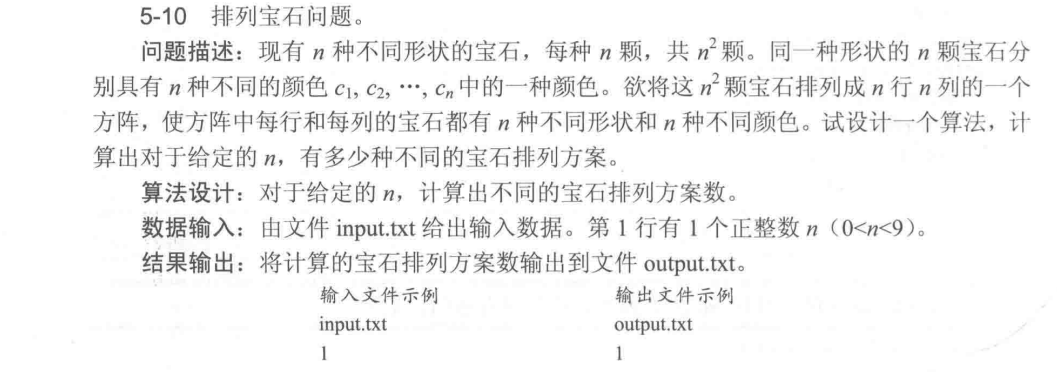 5-10 排列宝石问题。
问题描述：现有 n 种不同形状的宝石，每种 n 颗，共 n² 颗。同一种形状的 n 颗宝石分
别具有 n 种不同的颜色 c₁, c₂, …, cₙ 中的一种颜色。欲将这 n² 颗宝石排列成 n 行 n 列的一个
方阵，使方阵中每行和每列的宝石都有 n 种不同形状和 n 种不同颜色。试设计一个算法，计
算出对于给定的 n，有多少种不同的宝石排列方案。
算法设计：对于给定的 n，计算出不同的宝石排列方案数。
数据输入：由文件 input.txt 给出输入数据。第 1 行有 1 个正整数 n（0<n<9）。
结果输出：将计算的宝石排列方案数输出到文件 output.txt。
输入文件示例 输出文件示例
input.txt output.txt
1 1